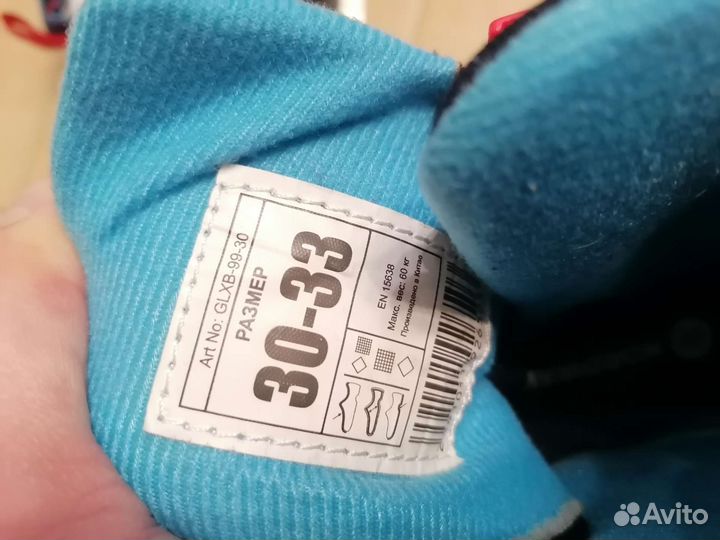 Art No: GLXB-99-30
РАЗМЕР
30-33
EN 15638
Макс. вес: 60 кг
Произведено в Китае
Avito